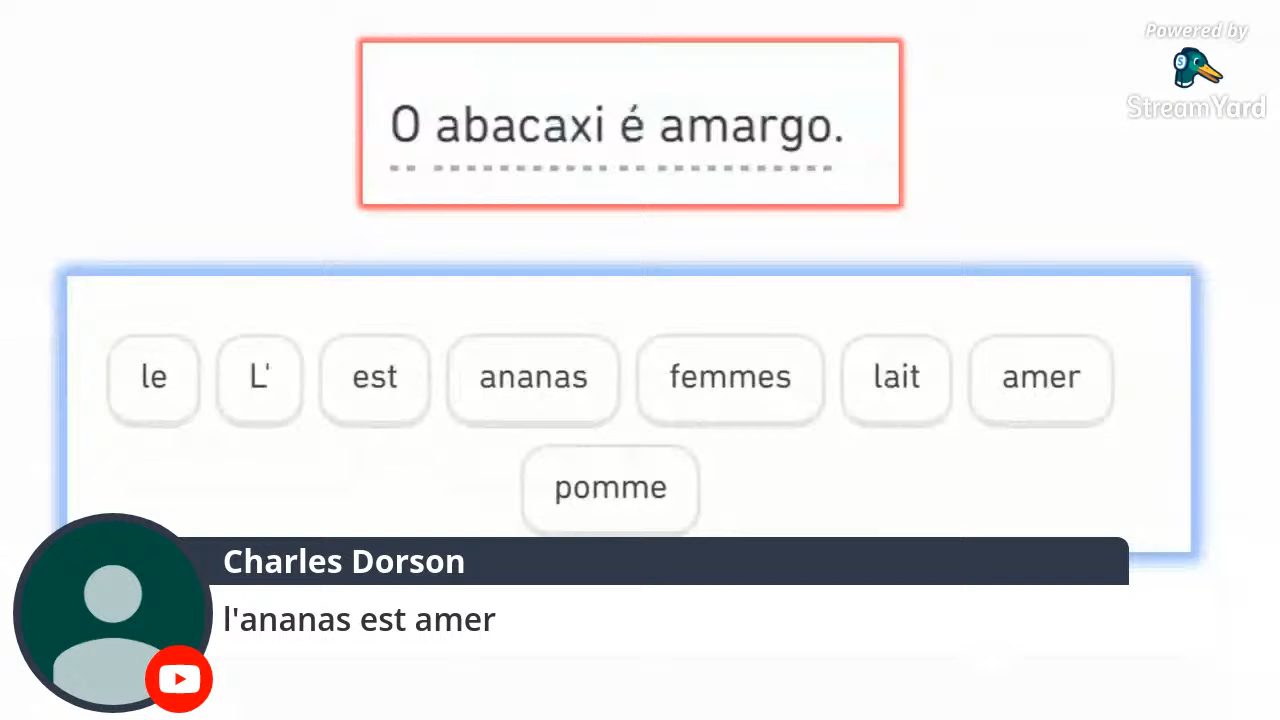 Powered by
StreamYard
O abacaxi é amargo.
le L' est ananas femmes lait amer
pomme
Charles Dorson
l'ananas est amer